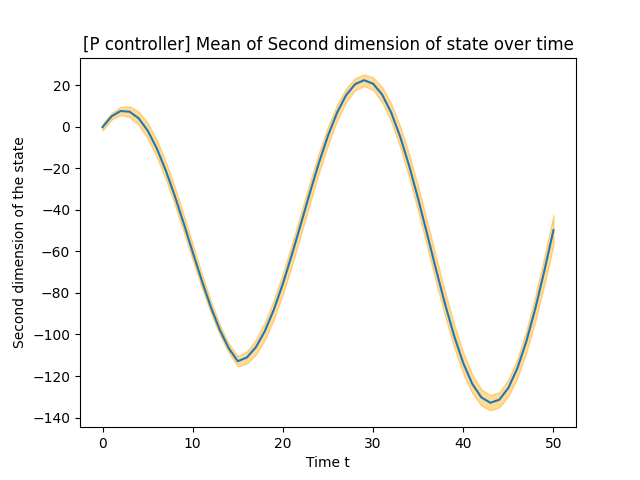 [P controller] Mean of Second dimension of state over time
Second dimension of the state
20
0
−20
−40
−60
−80
−100
−120
−140
0 10 20 30 40 50
Time t